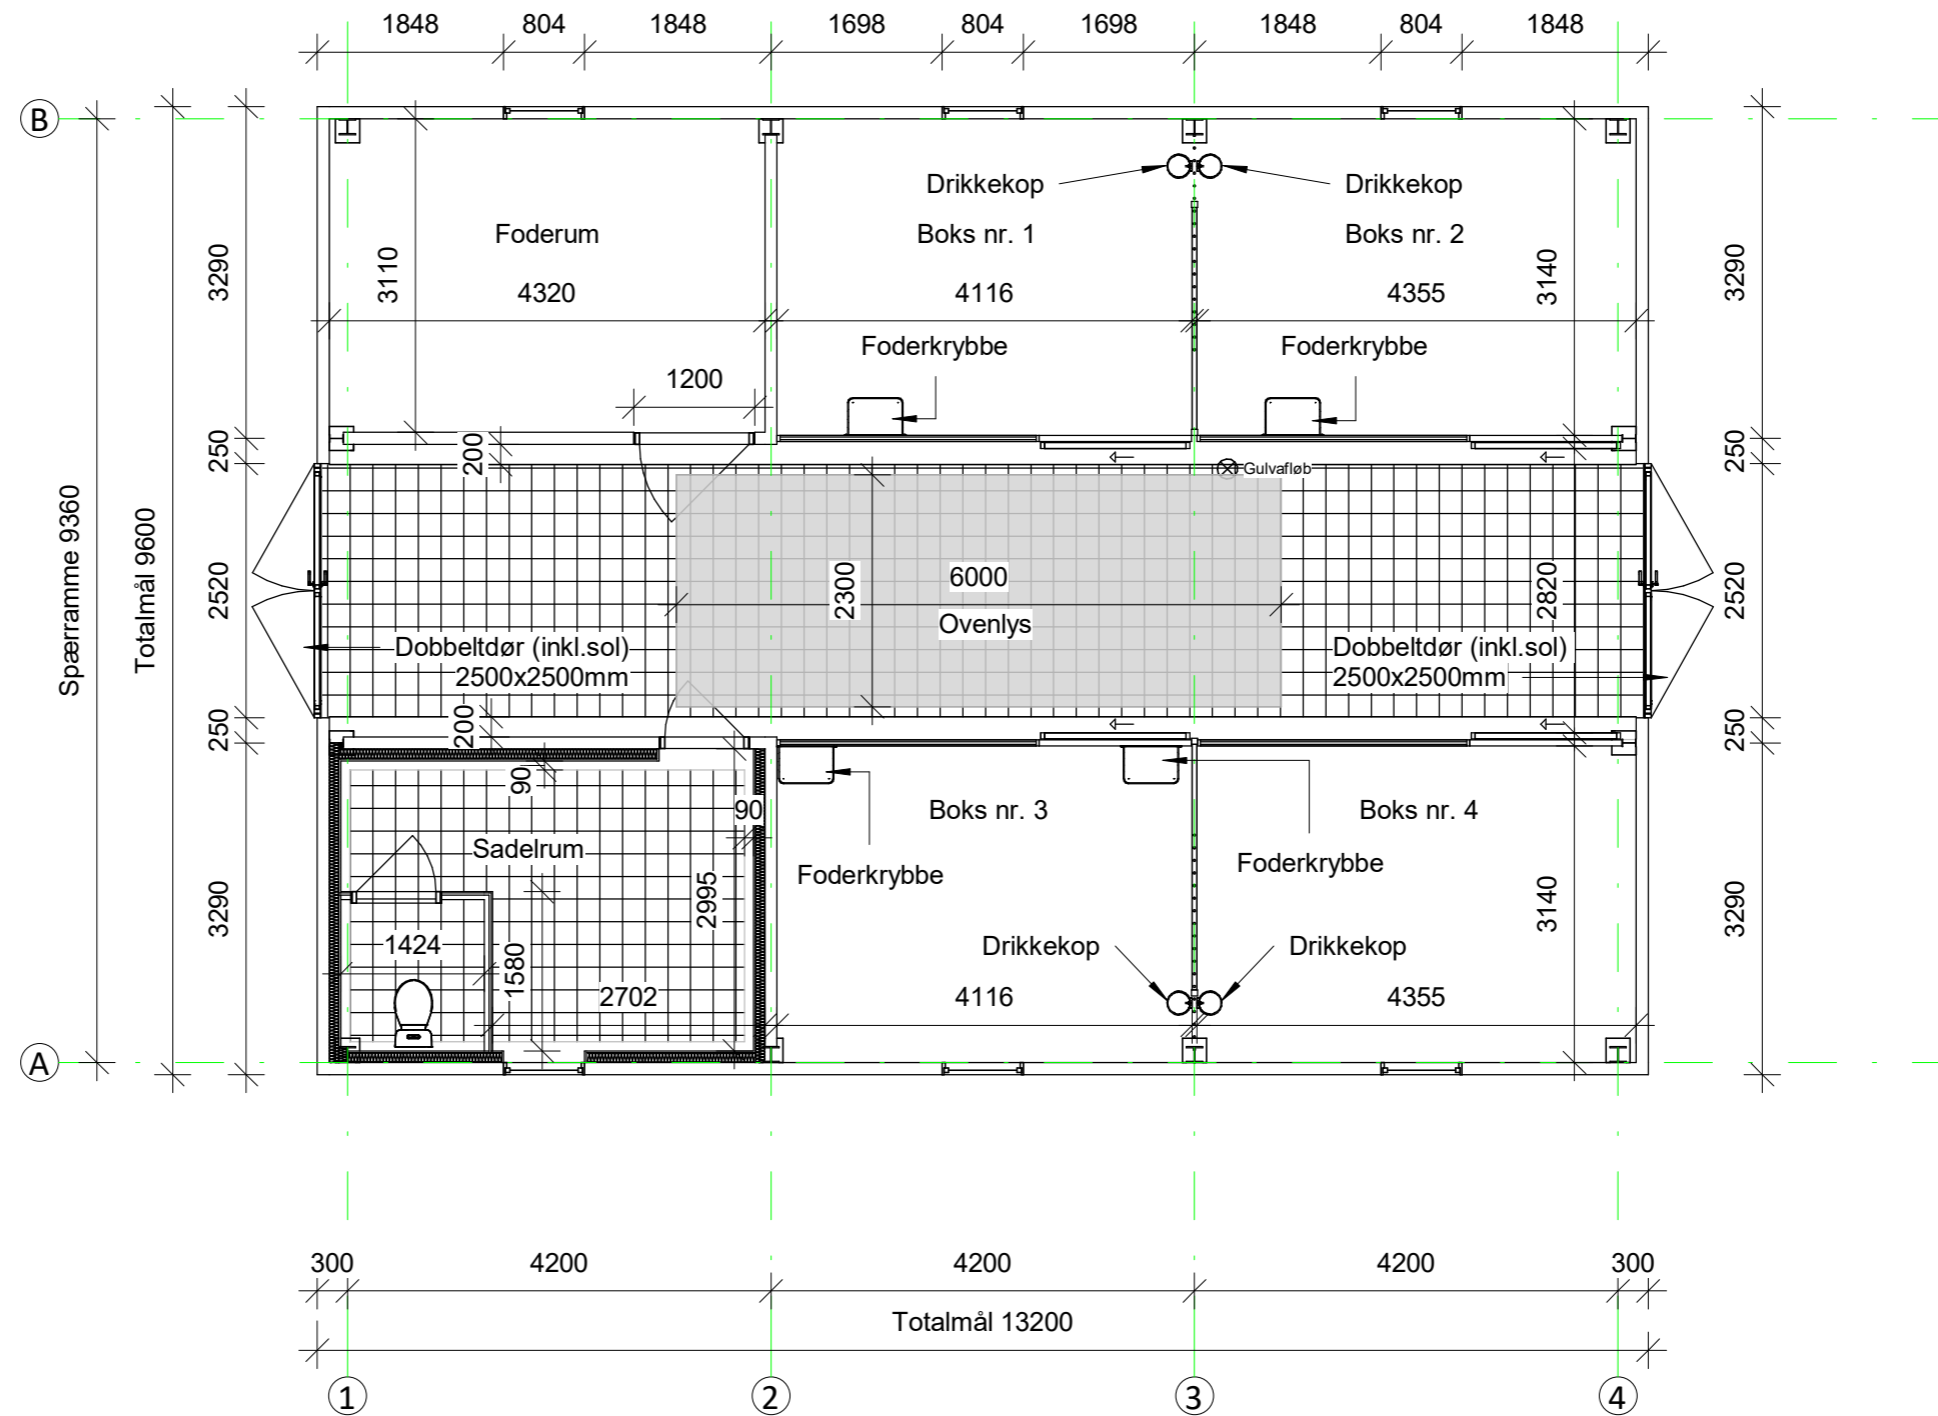 1848 804 1848 1698 804 1698 1848 804 1848
B
Drikkekop
Drikkekop
Foderum
Boks nr. 1
Boks nr. 2
3290
3110
4320
4116
4355
3140
3290
Foderkrybbe
Foderkrybbe
1200
250
200
250
Gulvafløb
Spærramme 9360
Totalmål 9600
2520
2300
6000
Ovenlys
2820
2520
Dobbeltdør (inkl.sol)
2500x2500mm
Dobbeltdør (inkl.sol)
2500x2500mm
250
200
250
90
90
Boks nr. 3
Boks nr. 4
Sadelrum
Foderkrybbe
Foderkrybbe
3290
2995
3140
3290
1424
1580
2702
Drikkekop
Drikkekop
4116
4355
A
300 4200 4200 4200 300
Totalmål 13200
1 2 3 4